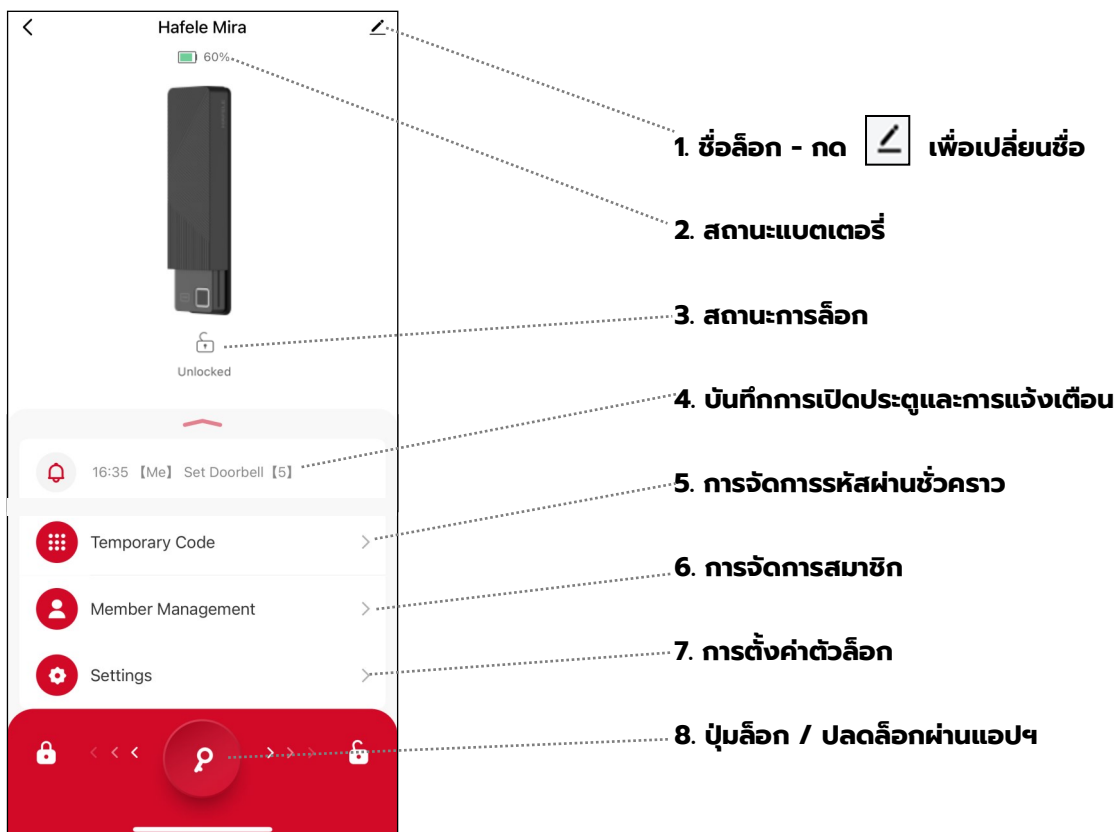 Hafele Mira
60%
1. ชื่อล็อก - กด เพื่อเปลี่ยนชื่อ
2. สถานะแบตเตอรี่
3. สถานะการล็อก
Unlocked
4. บันทึกการเปิดประตูและการแจ้งเตือน
16:35 【Me】 Set Doorbell【5】
5. การจัดการรหัสผ่านชั่วคราว
Temporary Code
6. การจัดการสมาชิก
Member Management
7. การตั้งค่าตัวล็อก
Settings
8. ปุ่มล็อก / ปลดล็อกผ่านแอปฯ